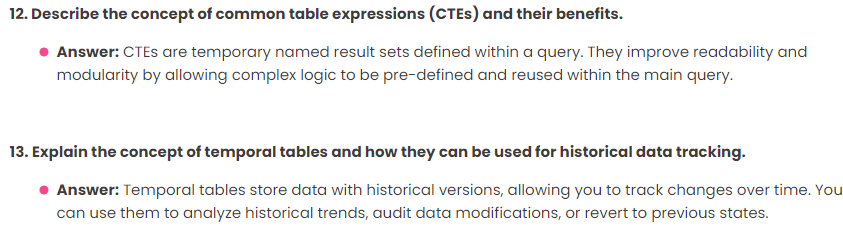 12. Describe the concept of common table expressions (CTEs) and their benefits.
Answer: CTEs are temporary named result sets defined within a query. They improve readability and
modularity by allowing complex logic to be pre-defined and reused within the main query.
13. Explain the concept of temporal tables and how they can be used for historical data tracking.
Answer: Temporal tables store data with historical versions, allowing you to track changes over time. You
can use them to analyze historical trends, audit data modifications, or revert to previous states.